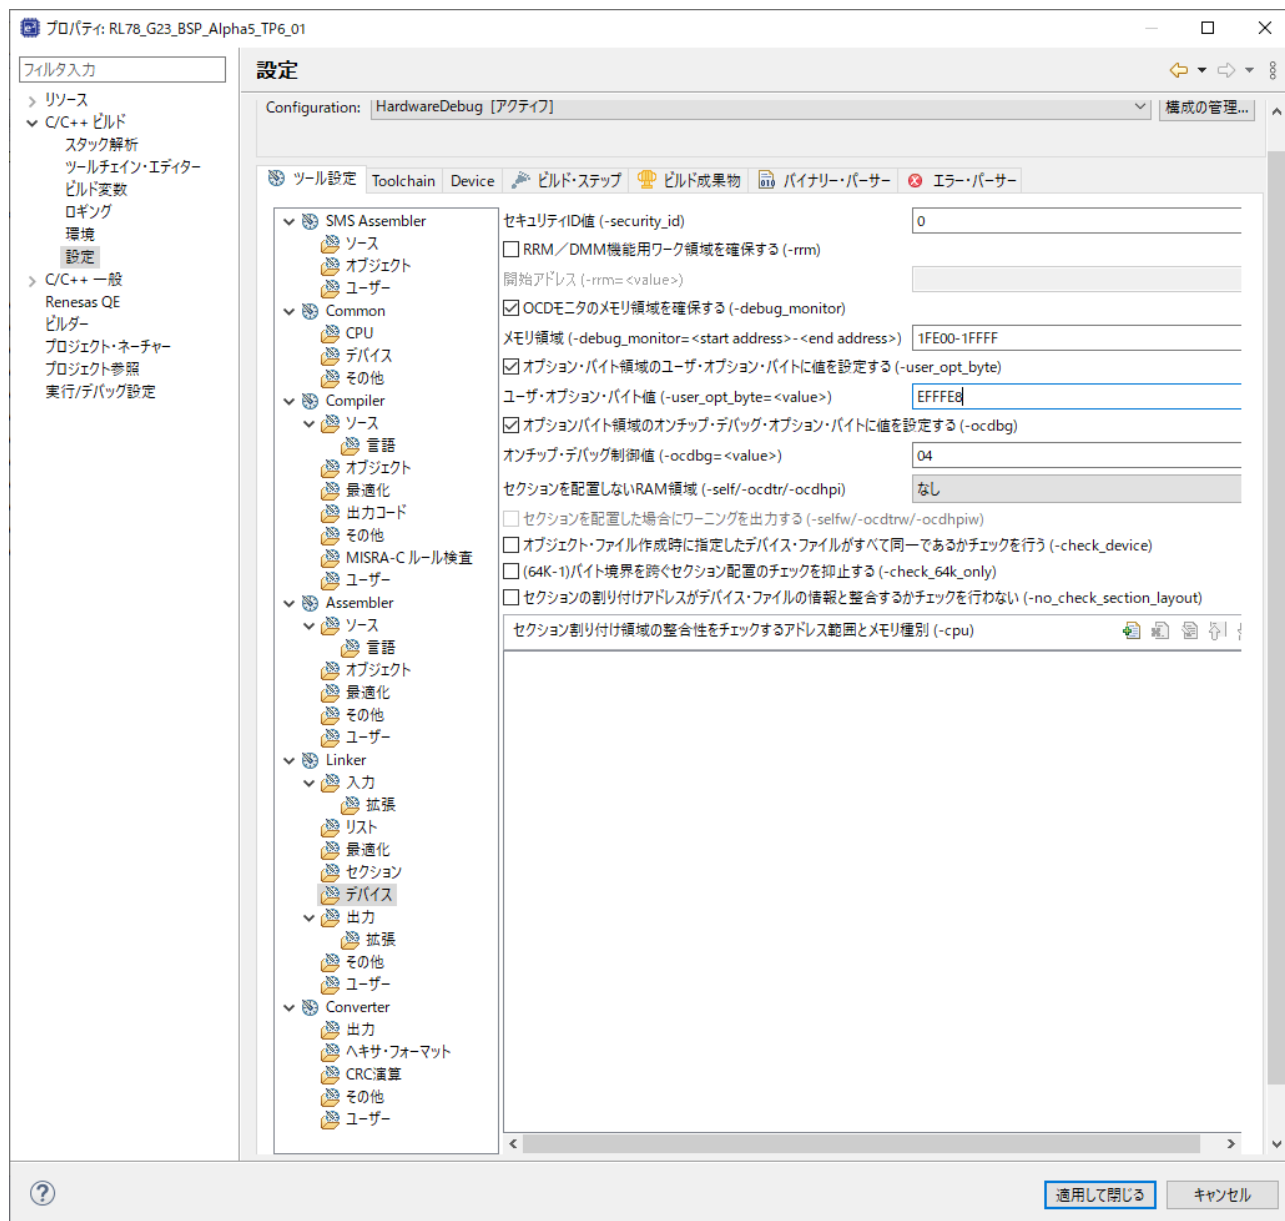 プロパティ: RL78_G23_BSP_Alpha5_TP6_01
フィルタ入力
リソース
C/C++ ビルド
スタック解析
ツールチェイン・エディター
ビルド変数
ロギング
環境
設定
C/C++ 一般
Renesas QE
ビルダー
プロジェクト・ネーチャー
プロジェクト参照
実行/デバッグ設定
設定
Configuration: HardwareDebug [アクティブ] 構成の管理...
ツール設定 Toolchain Device ビルド・ステップ ビルド成果物 バイナリー・パーサー エラー・パーサー
SMS Assembler
ソース
オブジェクト
ユーザー
Common
CPU
デバイス
その他
Compiler
ソース
言語
オブジェクト
最適化
出力コード
その他
MISRA-C ルール検査
ユーザー
Assembler
ソース
言語
オブジェクト
最適化
その他
ユーザー
Linker
入力
拡張
リスト
最適化
セクション
デバイス
出力
拡張
その他
ユーザー
Converter
出力
ヘキサ・フォーマット
CRC演算
その他
ユーザー
セキュリティID値 (-security_id) 0
RRM/DMM機能用ワーク領域を確保する (-rrm)
開始アドレス (-rrm=<value>)
OCDモニタのメモリ領域を確保する (-debug_monitor)
メモリ領域 (-debug_monitor=<start address>-<end address>) 1FE00-1FFFF
オプション・バイト領域のユーザ・オプション・バイトに値を設定する (-user_opt_byte)
ユーザ・オプション・バイト値 (-user_opt_byte=<value>) EFFFE8
オプションバイト領域のオンチップ・デバッグ・オプション・バイトに値を設定する (-ocdbg)
オンチップ・デバッグ制御値 (-ocdbg=<value>) 04
セクションを配置しないRAM領域 (-self/-ocdtr/-ocdhpi) なし
セクションを配置した場合にワーニングを出力する (-selfw/-ocdtrw/-ocdhpiw)
オブジェクト・ファイル作成時に指定したデバイス・ファイルがすべて同一であるかチェックを行う (-check_device)
(64K-1)バイト境界を跨ぐセクション配置のチェックを抑止する (-check_64k_only)
セクションの割り付けアドレスがデバイス・ファイルの情報と整合するかチェックを行わない (-no_check_section_layout)
セクション割り付け領域の整合性をチェックするアドレス範囲とメモリ種別 (-cpu)
適用して閉じる キャンセル